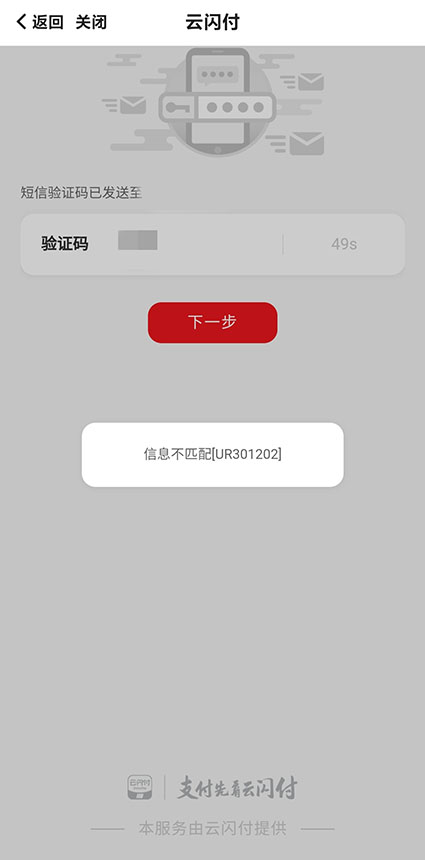 返回 关闭 云闪付
短信验证码已发送至
验证码 49s
下一步
信息不匹配[UR301202]
云闪付 支付先看云闪付
本服务由云闪付提供